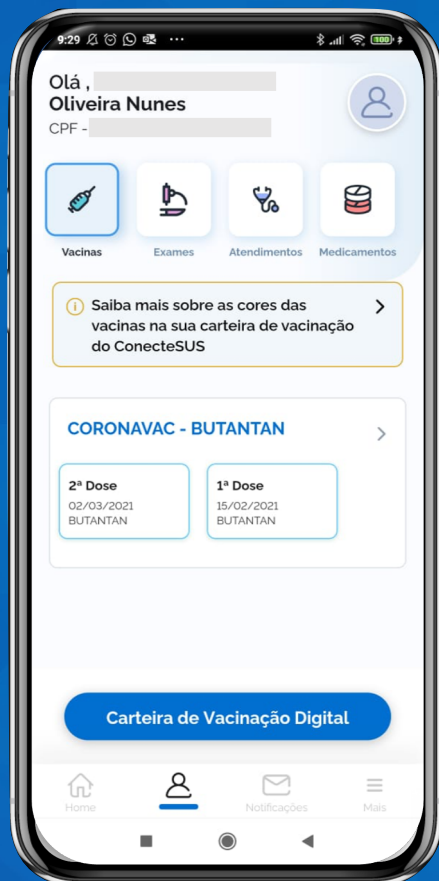 9:29
100
Olá ,
Oliveira Nunes
CPF -
Vacinas Exames Atendimentos Medicamentos
Saiba mais sobre as cores das
vacinas na sua carteira de vacinação
do ConecteSUS
CORONAVAC - BUTANTAN
2ª Dose
02/03/2021
BUTANTAN
1ª Dose
15/02/2021
BUTANTAN
Carteira de Vacinação Digital
Home Notificações Mais